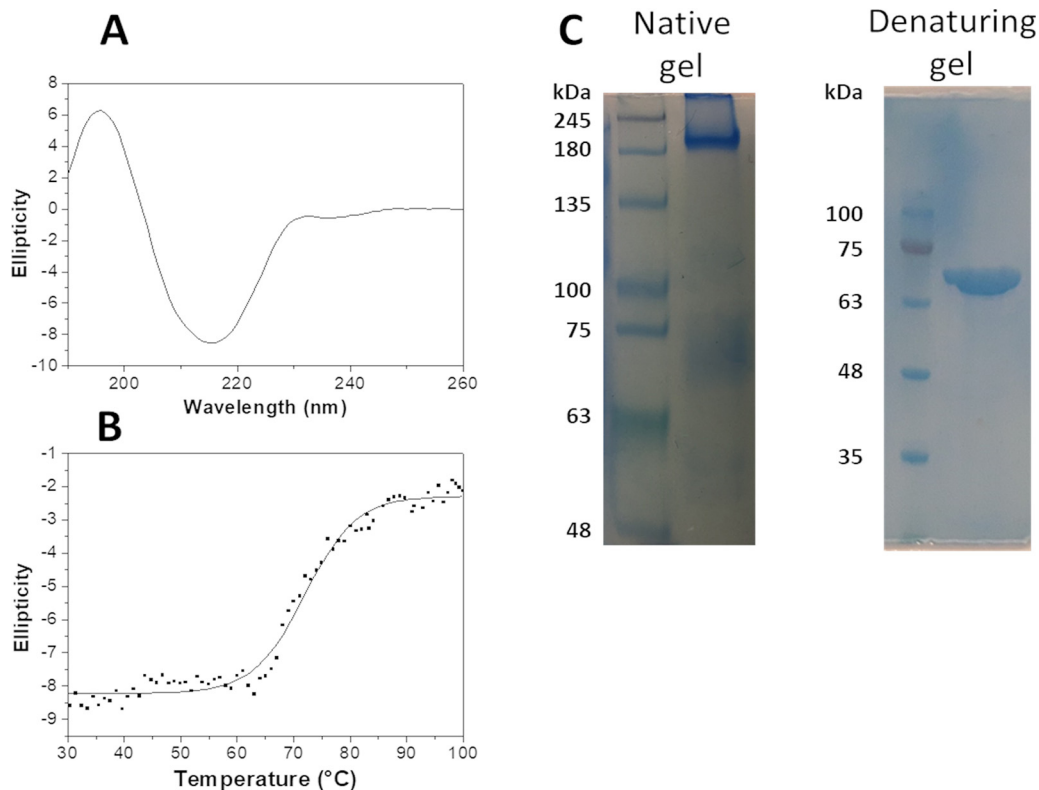 A
8
6
4
2
0
-2
-4
-6
-8
-10
Ellipticity
200 220 240 260
Wavelength (nm)
B
-1
-2
-3
-4
-5
-6
-7
-8
-9
Ellipticity
30 40 50 60 70 80 90 100
Temperature (°C)
C
Native
gel
kDa
245
180
135
100
75
63
48
Denaturing
gel
kDa
100
75
63
48
35